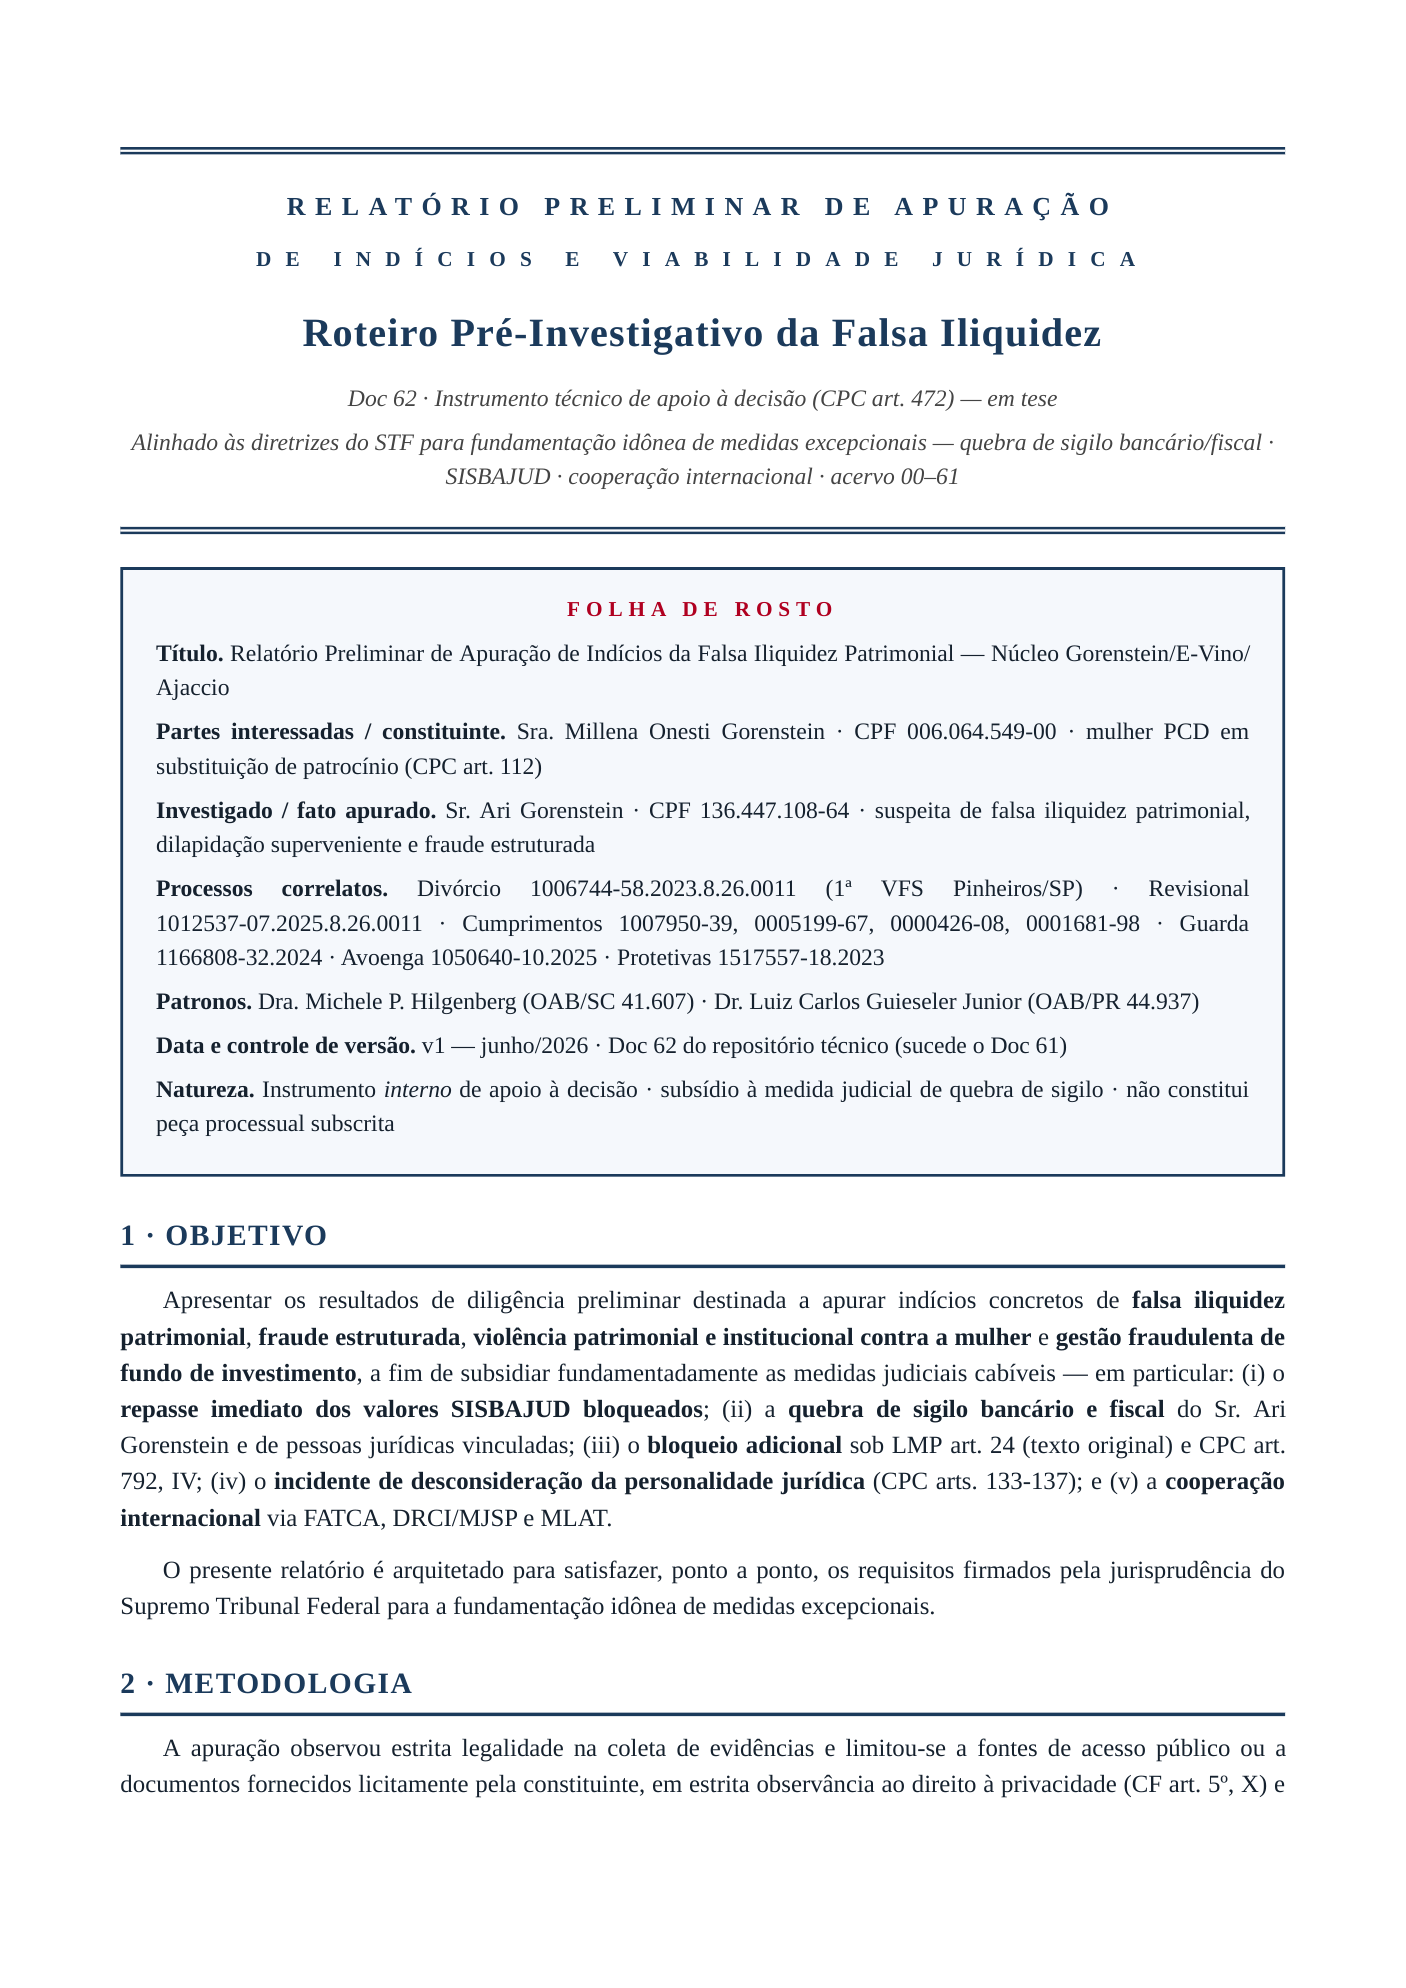 RELATÓRIO PRELIMINAR DE APURAÇÃO
DE INDÍCIOS E VIABILIDADE JURÍDICA
Roteiro Pré-Investigativo da Falsa Iliquidez
Doc 62 · Instrumento técnico de apoio à decisão (CPC art. 472) — em tese
Alinhado às diretrizes do STF para fundamentação idônea de medidas excepcionais — quebra de sigilo bancário/fiscal ·
SISBAJUD · cooperação internacional · acervo 00–61
FOLHA DE ROSTO
Título. Relatório Preliminar de Apuração de Indícios da Falsa Iliquidez Patrimonial — Núcleo Gorenstein/E-Vino/
Ajaccio
Partes interessadas / constituinte. Sra. Millena Onesti Gorenstein · CPF 006.064.549-00 · mulher PCD em
substituição de patrocínio (CPC art. 112)
Investigado / fato apurado. Sr. Ari Gorenstein · CPF 136.447.108-64 · suspeita de falsa iliquidez patrimonial,
dilapidação superveniente e fraude estruturada
Processos correlatos. Divórcio 1006744-58.2023.8.26.0011 (1ª VFS Pinheiros/SP) · Revisional
1012537-07.2025.8.26.0011 · Cumprimentos 1007950-39, 0005199-67, 0000426-08, 0001681-98 · Guarda
1166808-32.2024 · Avoenga 1050640-10.2025 · Protetivas 1517557-18.2023
Patronos. Dra. Michele P. Hilgenberg (OAB/SC 41.607) · Dr. Luiz Carlos Guieseler Junior (OAB/PR 44.937)
Data e controle de versão. v1 — junho/2026 · Doc 62 do repositório técnico (sucede o Doc 61)
Natureza. Instrumento interno de apoio à decisão · subsídio à medida judicial de quebra de sigilo · não constitui
peça processual subscrita
1 · OBJETIVO
Apresentar os resultados de diligência preliminar destinada a apurar indícios concretos de falsa iliquidez
patrimonial, fraude estruturada, violência patrimonial e institucional contra a mulher e gestão fraudulenta de
fundo de investimento, a fim de subsidiar fundamentadamente as medidas judiciais cabíveis — em particular: (i) o
repasse imediato dos valores SISBAJUD bloqueados; (ii) a quebra de sigilo bancário e fiscal do Sr. Ari
Gorenstein e de pessoas jurídicas vinculadas; (iii) o bloqueio adicional sob LMP art. 24 (texto original) e CPC art.
792, IV; (iv) o incidente de desconsideração da personalidade jurídica (CPC arts. 133-137); e (v) a cooperação
internacional via FATCA, DRCI/MJSP e MLAT.
O presente relatório é arquitetado para satisfazer, ponto a ponto, os requisitos firmados pela jurisprudência do
Supremo Tribunal Federal para a fundamentação idônea de medidas excepcionais.
2 · METODOLOGIA
A apuração observou estrita legalidade na coleta de evidências e limitou-se a fontes de acesso público ou a
documentos fornecidos licitamente pela constituinte, em estrita observância ao direito à privacidade (CF art. 5º, X) e